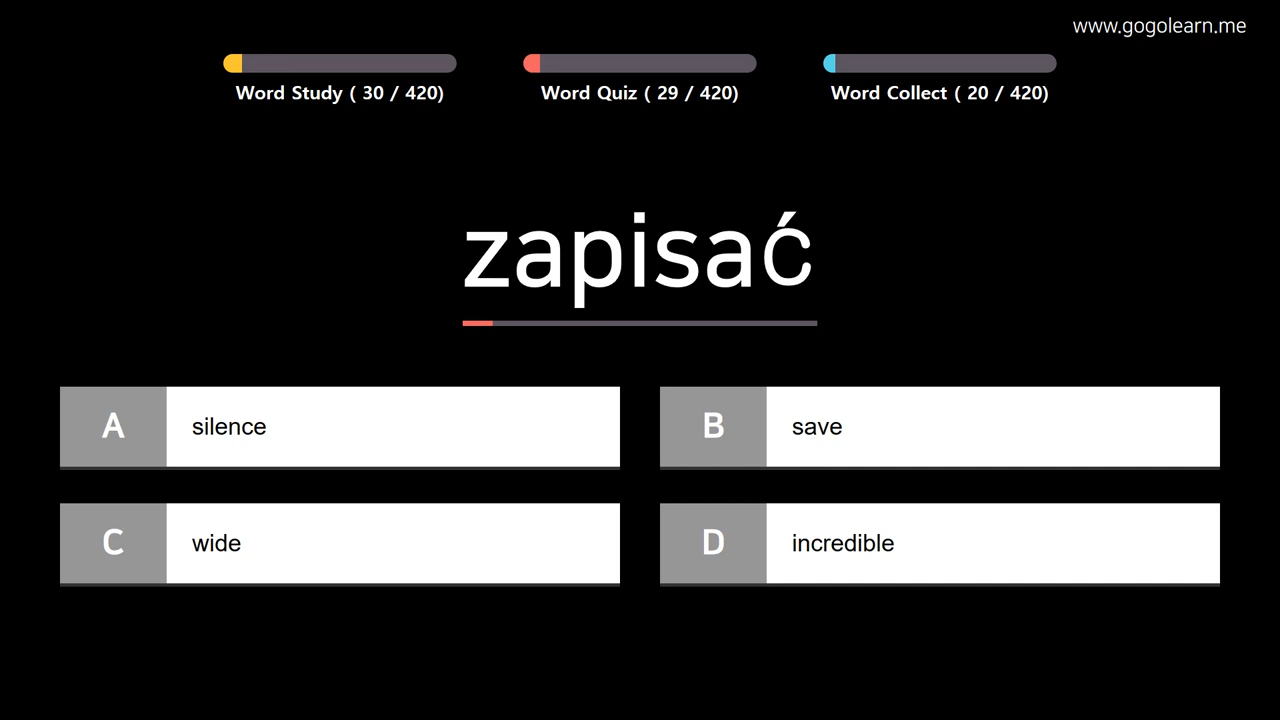 www.gogolearn.me
Word Study ( 30 / 420)
Word Quiz ( 29 / 420)
Word Collect ( 20 / 420)
zapisać
A silence
B save
C wide
D incredible